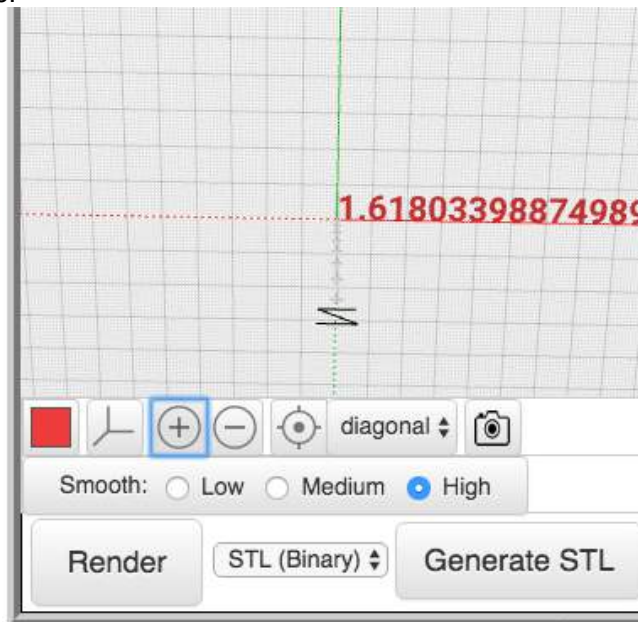 1.61803398874989
Z
diagonal
Smooth: Low Medium High
Render STL (Binary) Generate STL